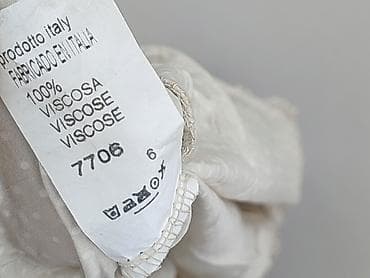 prodotto italy
FABRICADO EN ITALIA
100%
VISCOSA
VISCOSE
VISCOSE
7706
6